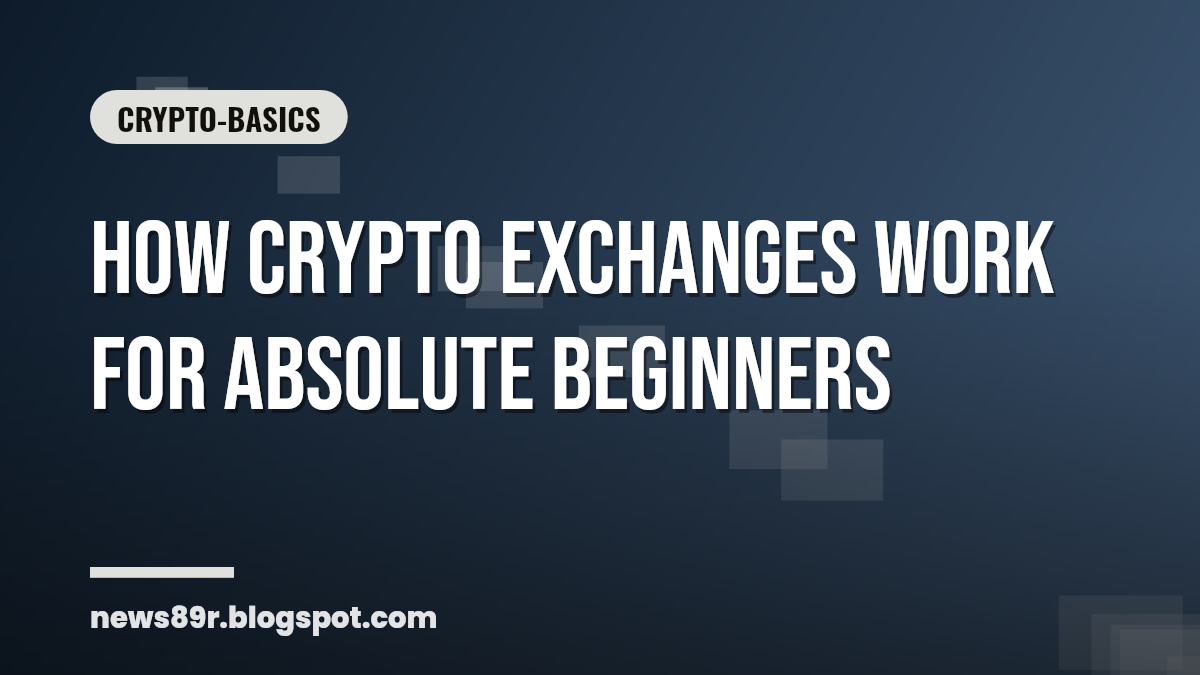 CRYPTO-BASICS
HOW CRYPTO EXCHANGES WORK
FOR ABSOLUTE BEGINNERS
news89r.blogspot.com